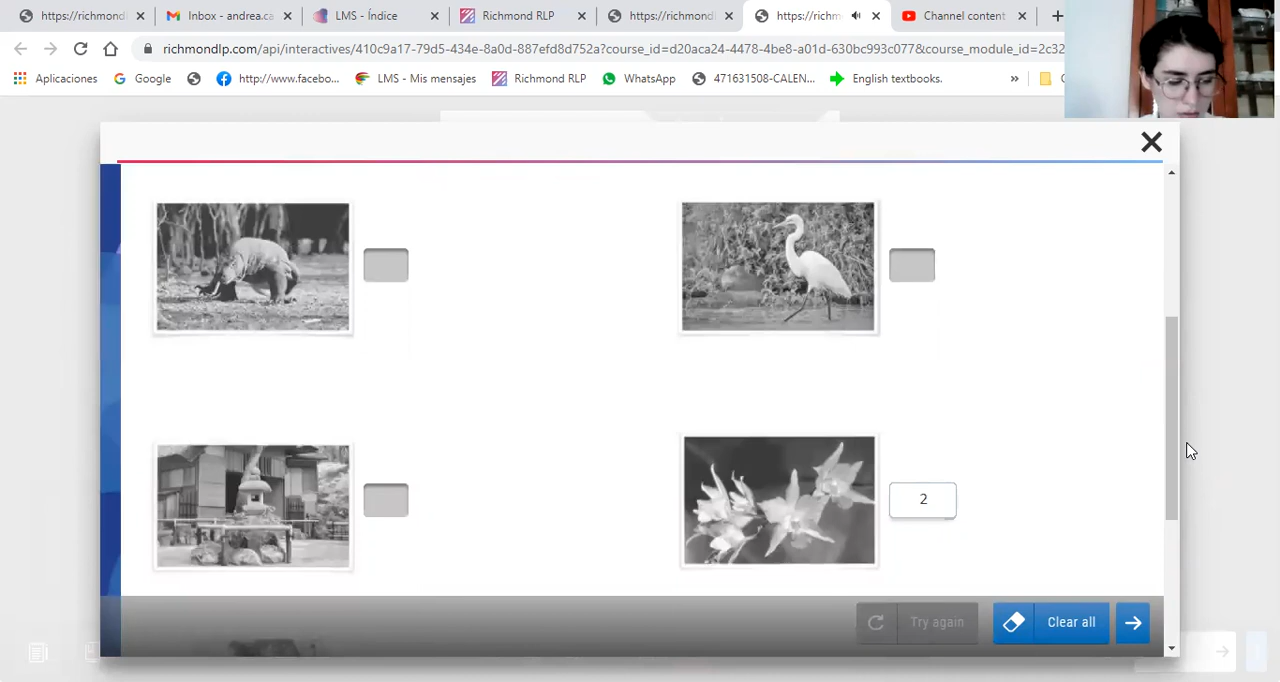 https://richmond
Inbox - andrea.ca
LMS - Índice
Richmond RLP
https://richmond
https://richm
Channel content
richmondlp.com/api/interactives/410c9a17-79d5-434e-8a0d-887efd8d752a?course_id=d20aca24-4478-4be8-a01d-630bc993c077&course_module_id=2c32
Aplicaciones
Google
http://www.facebo...
LMS - Mis mensajes
Richmond RLP
WhatsApp
471631508-CALEN...
English textbooks.
»
2
Try again
Clear all